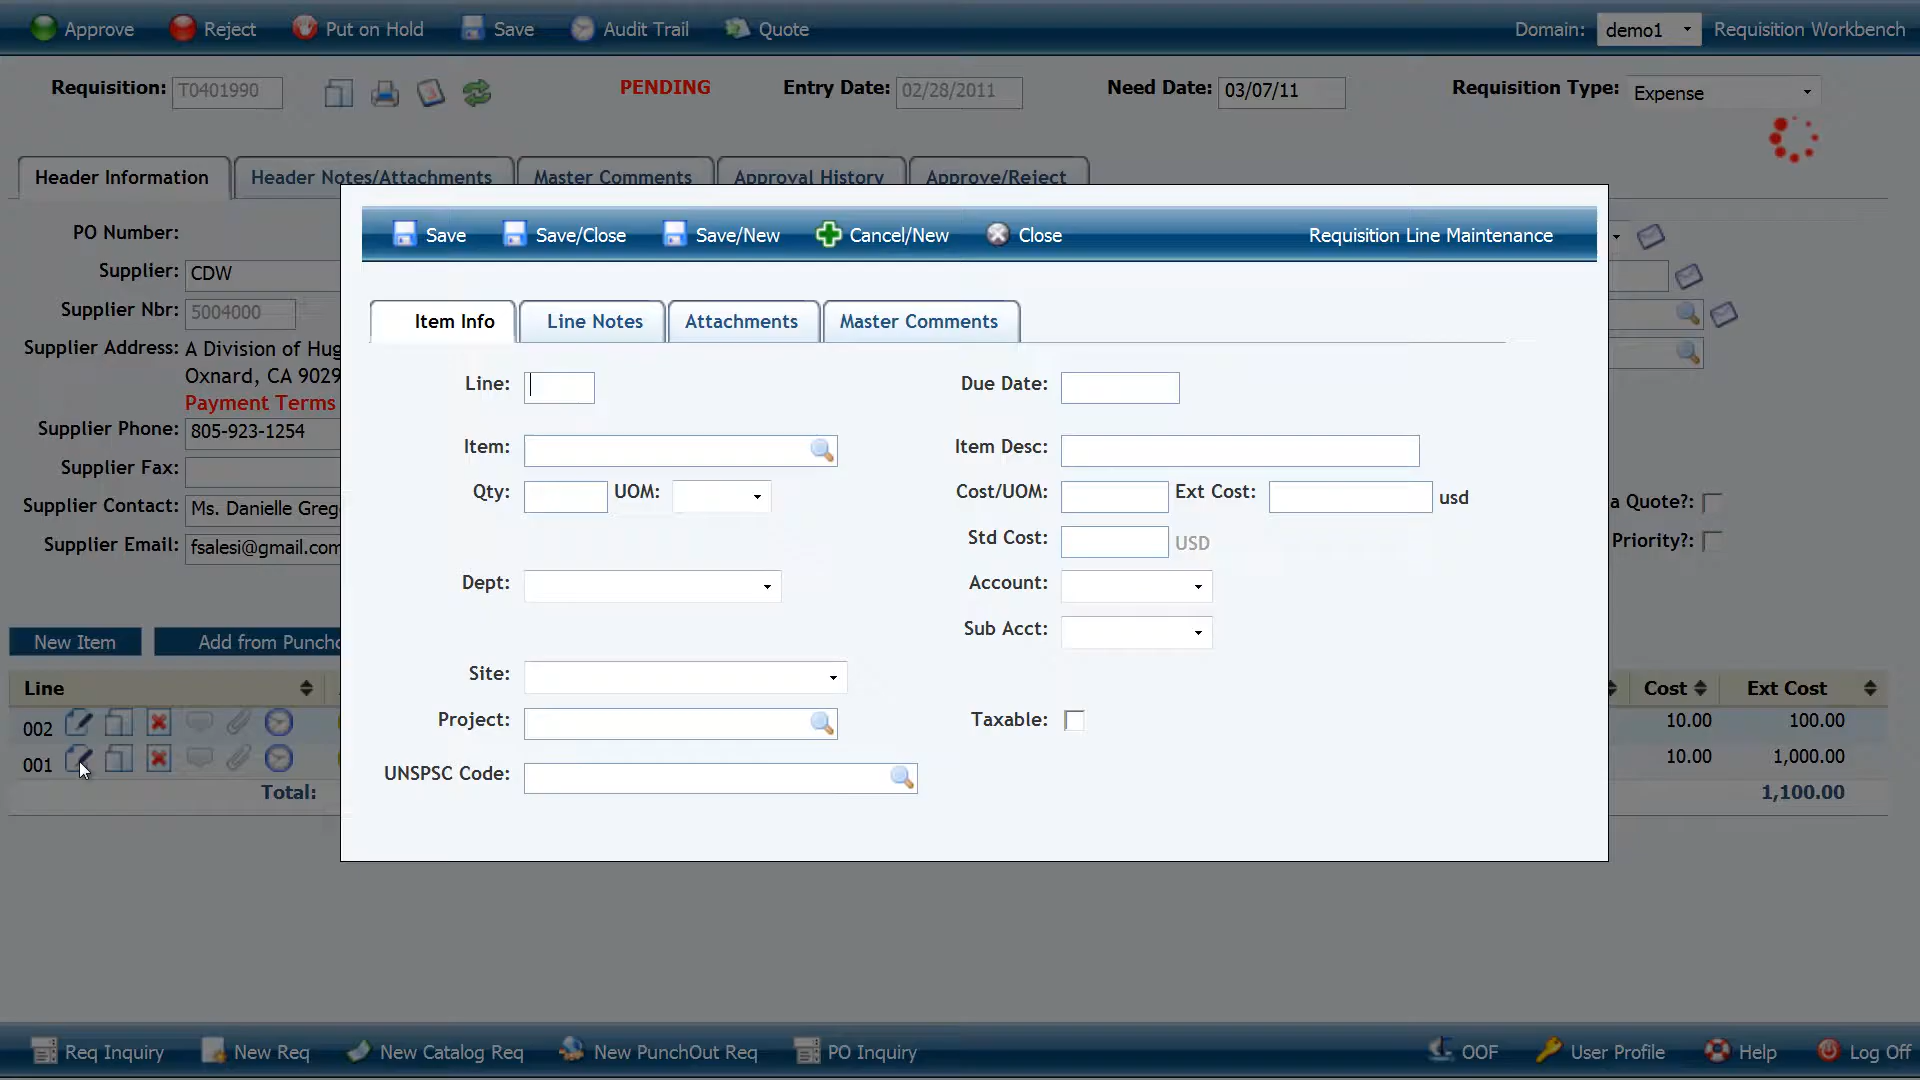 Approve Reject Put on Hold Save Audit Trail Quote Domain: demo1 Requisition Workbench
Requisition: T0401990 PENDING Entry Date: 02/28/2011 Need Date: 03/07/11 Requisition Type: Expense
Header Information Header Notes/Attachments Master Comments Approval History Approve/Reject
PO Number:
Supplier: CDW
Supplier Nbr: 5004000
Supplier Address: A Division of Hug
Oxnard, CA 9029
Payment Terms
Supplier Phone: 805-923-1254
Supplier Fax:
Supplier Contact: Ms. Danielle Greg
Supplier Email: fsalesi@gmail.com
a Quote?:
Priority?:
Save Save/Close Save/New Cancel/New Close Requisition Line Maintenance
Item Info Line Notes Attachments Master Comments
Line: Due Date:
Item: Item Desc:
Qty: UOM: Cost/UOM: Ext Cost: usd
Std Cost: USD
Dept: Account:
Sub Acct:
Site:
Project: Taxable:
UNSPSC Code:
New Item Add from Puncho
Line Cost Ext Cost
002 10.00 100.00
001 10.00 1,000.00
Total: 1,100.00
Req Inquiry New Req New Catalog Req New PunchOut Req PO Inquiry OOF User Profile Help Log Off